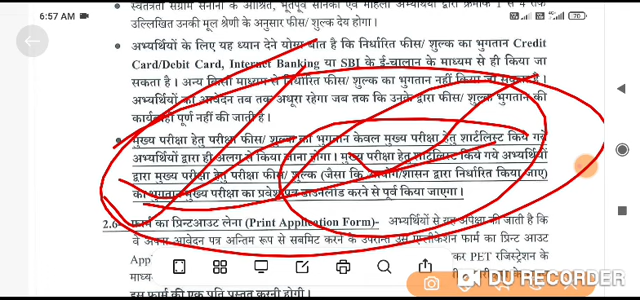 6:57 AM
70
स्वतंत्रता संग्राम सेनानी के आश्रित, भूतपूर्व सैनिक एवं महिला अभ्यर्थियों द्वारा क्रमांक 1 से 4 तक
उल्लिखित उनकी मूल श्रेणी के अनुसार फीस/ शुल्क देय होगा।
• अभ्यर्थियों के लिए यह ध्यान देने योग्य बात है कि निर्धारित फीस/ शुल्क का भुगतान Credit
Card/Debit Card, Internet Banking या SBI के ई-चालान के माध्यम से ही किया जा
सकता है। अन्य किसी माध्यम से निर्धारित फीस/ शुल्क का भुगतान नहीं किया जा सकता है।
अभ्यर्थियों का आवेदन तब तक अधूरा रहेगा जब तक कि उनके द्वारा फीस/ शुल्क भुगतान की
कार्यवाही पूर्ण नहीं की जाती है।
• मुख्य परीक्षा हेतु परीक्षा फीस/ शुल्क का भुगतान केवल मुख्य परीक्षा हेतु शार्टलिस्ट किये गये
अभ्यर्थियों द्वारा ही अलग से किया जाना होगा। मुख्य परीक्षा हेतु शार्टलिस्ट किये गये अभ्यर्थियों
द्वारा मुख्य परीक्षा हेतु परीक्षा फीस/ शुल्क (जैसा कि आयोग/शासन द्वारा निर्धारित किया जाए)
का भुगतान मुख्य परीक्षा का प्रवेश पत्र डाउनलोड करने से पूर्व किया जाएगा।
2.6- फार्म का प्रिन्टआउट लेना (Print Application Form)- अभ्यर्थियों से यह अपेक्षा की जाती है कि
वे अपना आवेदन पत्र अन्तिम रूप से सबमिट करने के उपरान्त उस एप्लीकेशन फार्म का प्रिन्ट आउट
App कर PET रजिस्ट्रेशन के
माध्य
इस फार्म की एक प्रति प्रस्तुत करनी होगी।
DU RECORDER